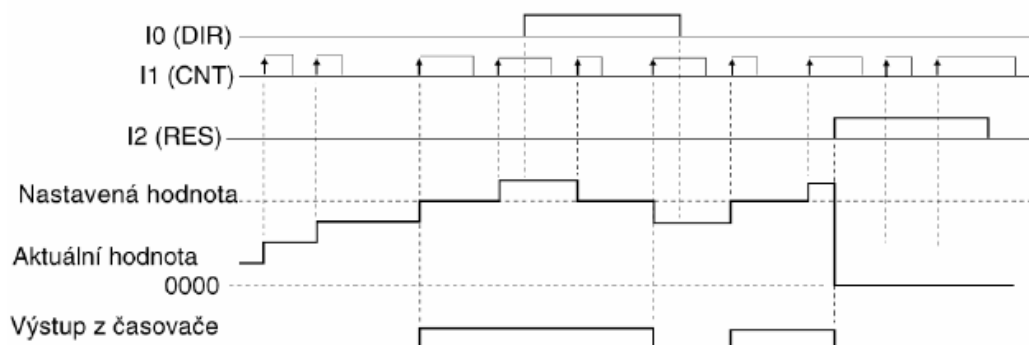 I0 (DIR)
I1 (CNT)
I2 (RES)
Nastavená hodnota
Aktuální hodnota
0000
Výstup z časovače